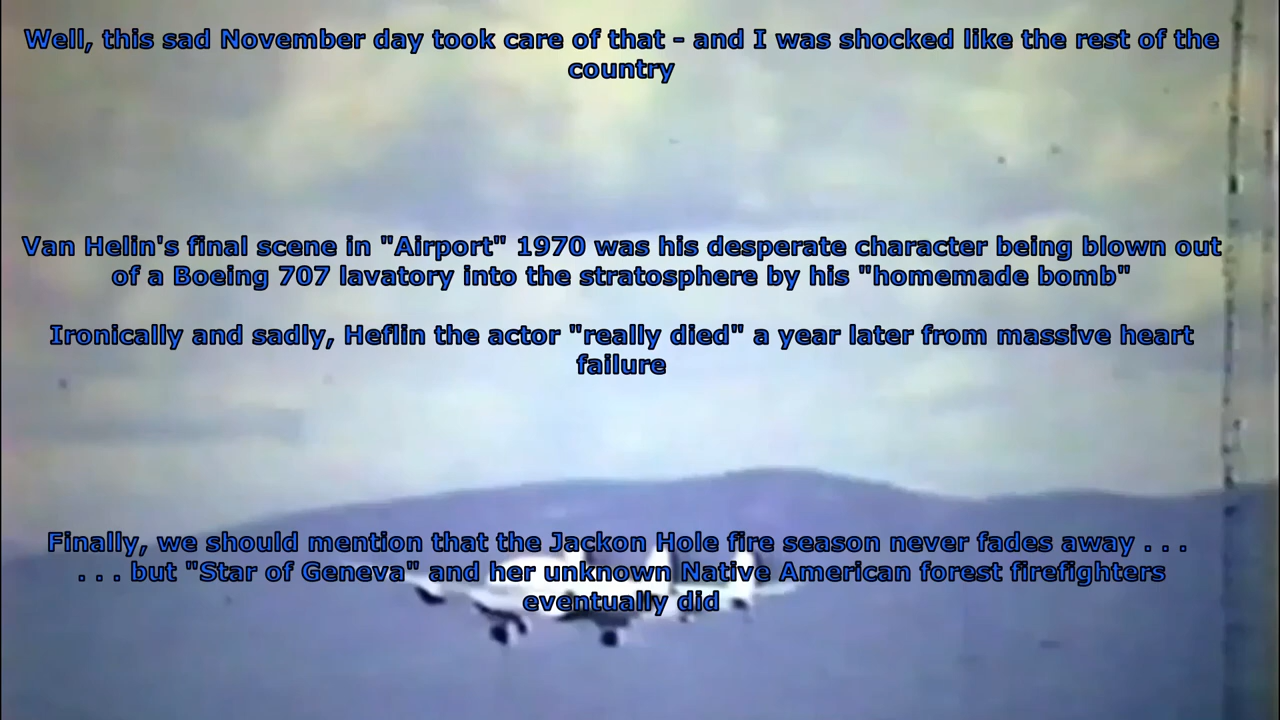 Well, this sad November day took care of that - and I was shocked like the rest of the
country
Van Helin's final scene in "Airport" 1970 was his desperate character being blown out
of a Boeing 707 lavatory into the stratosphere by his "homemade bomb"
Ironically and sadly, Heflin the actor "really died" a year later from massive heart
failure
Finally, we should mention that the Jackon Hole fire season never fades away . . .
. . . but "Star of Geneva" and her unknown Native American forest firefighters
eventually did